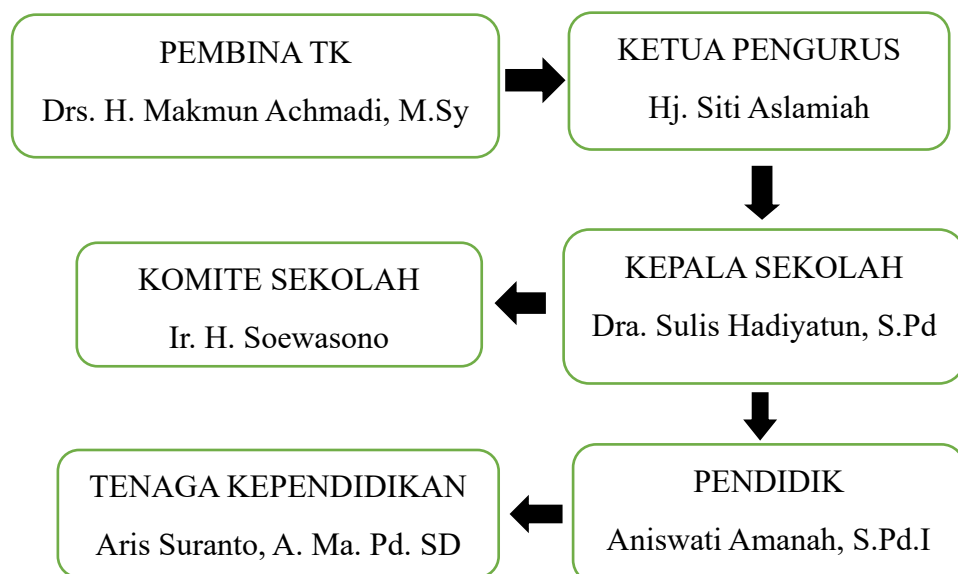 PEMBINA TK
Drs. H. Makmun Achmadi, M.Sy
KETUA PENGURUS
Hj. Siti Aslamiah
KEPALA SEKOLAH
Dra. Sulis Hadiyatun, S.Pd
KOMITE SEKOLAH
Ir. H. Soewasono
PENDIDIK
Aniswati Amanah, S.Pd.I
TENAGA KEPENDIDIKAN
Aris Suranto, A. Ma. Pd. SD